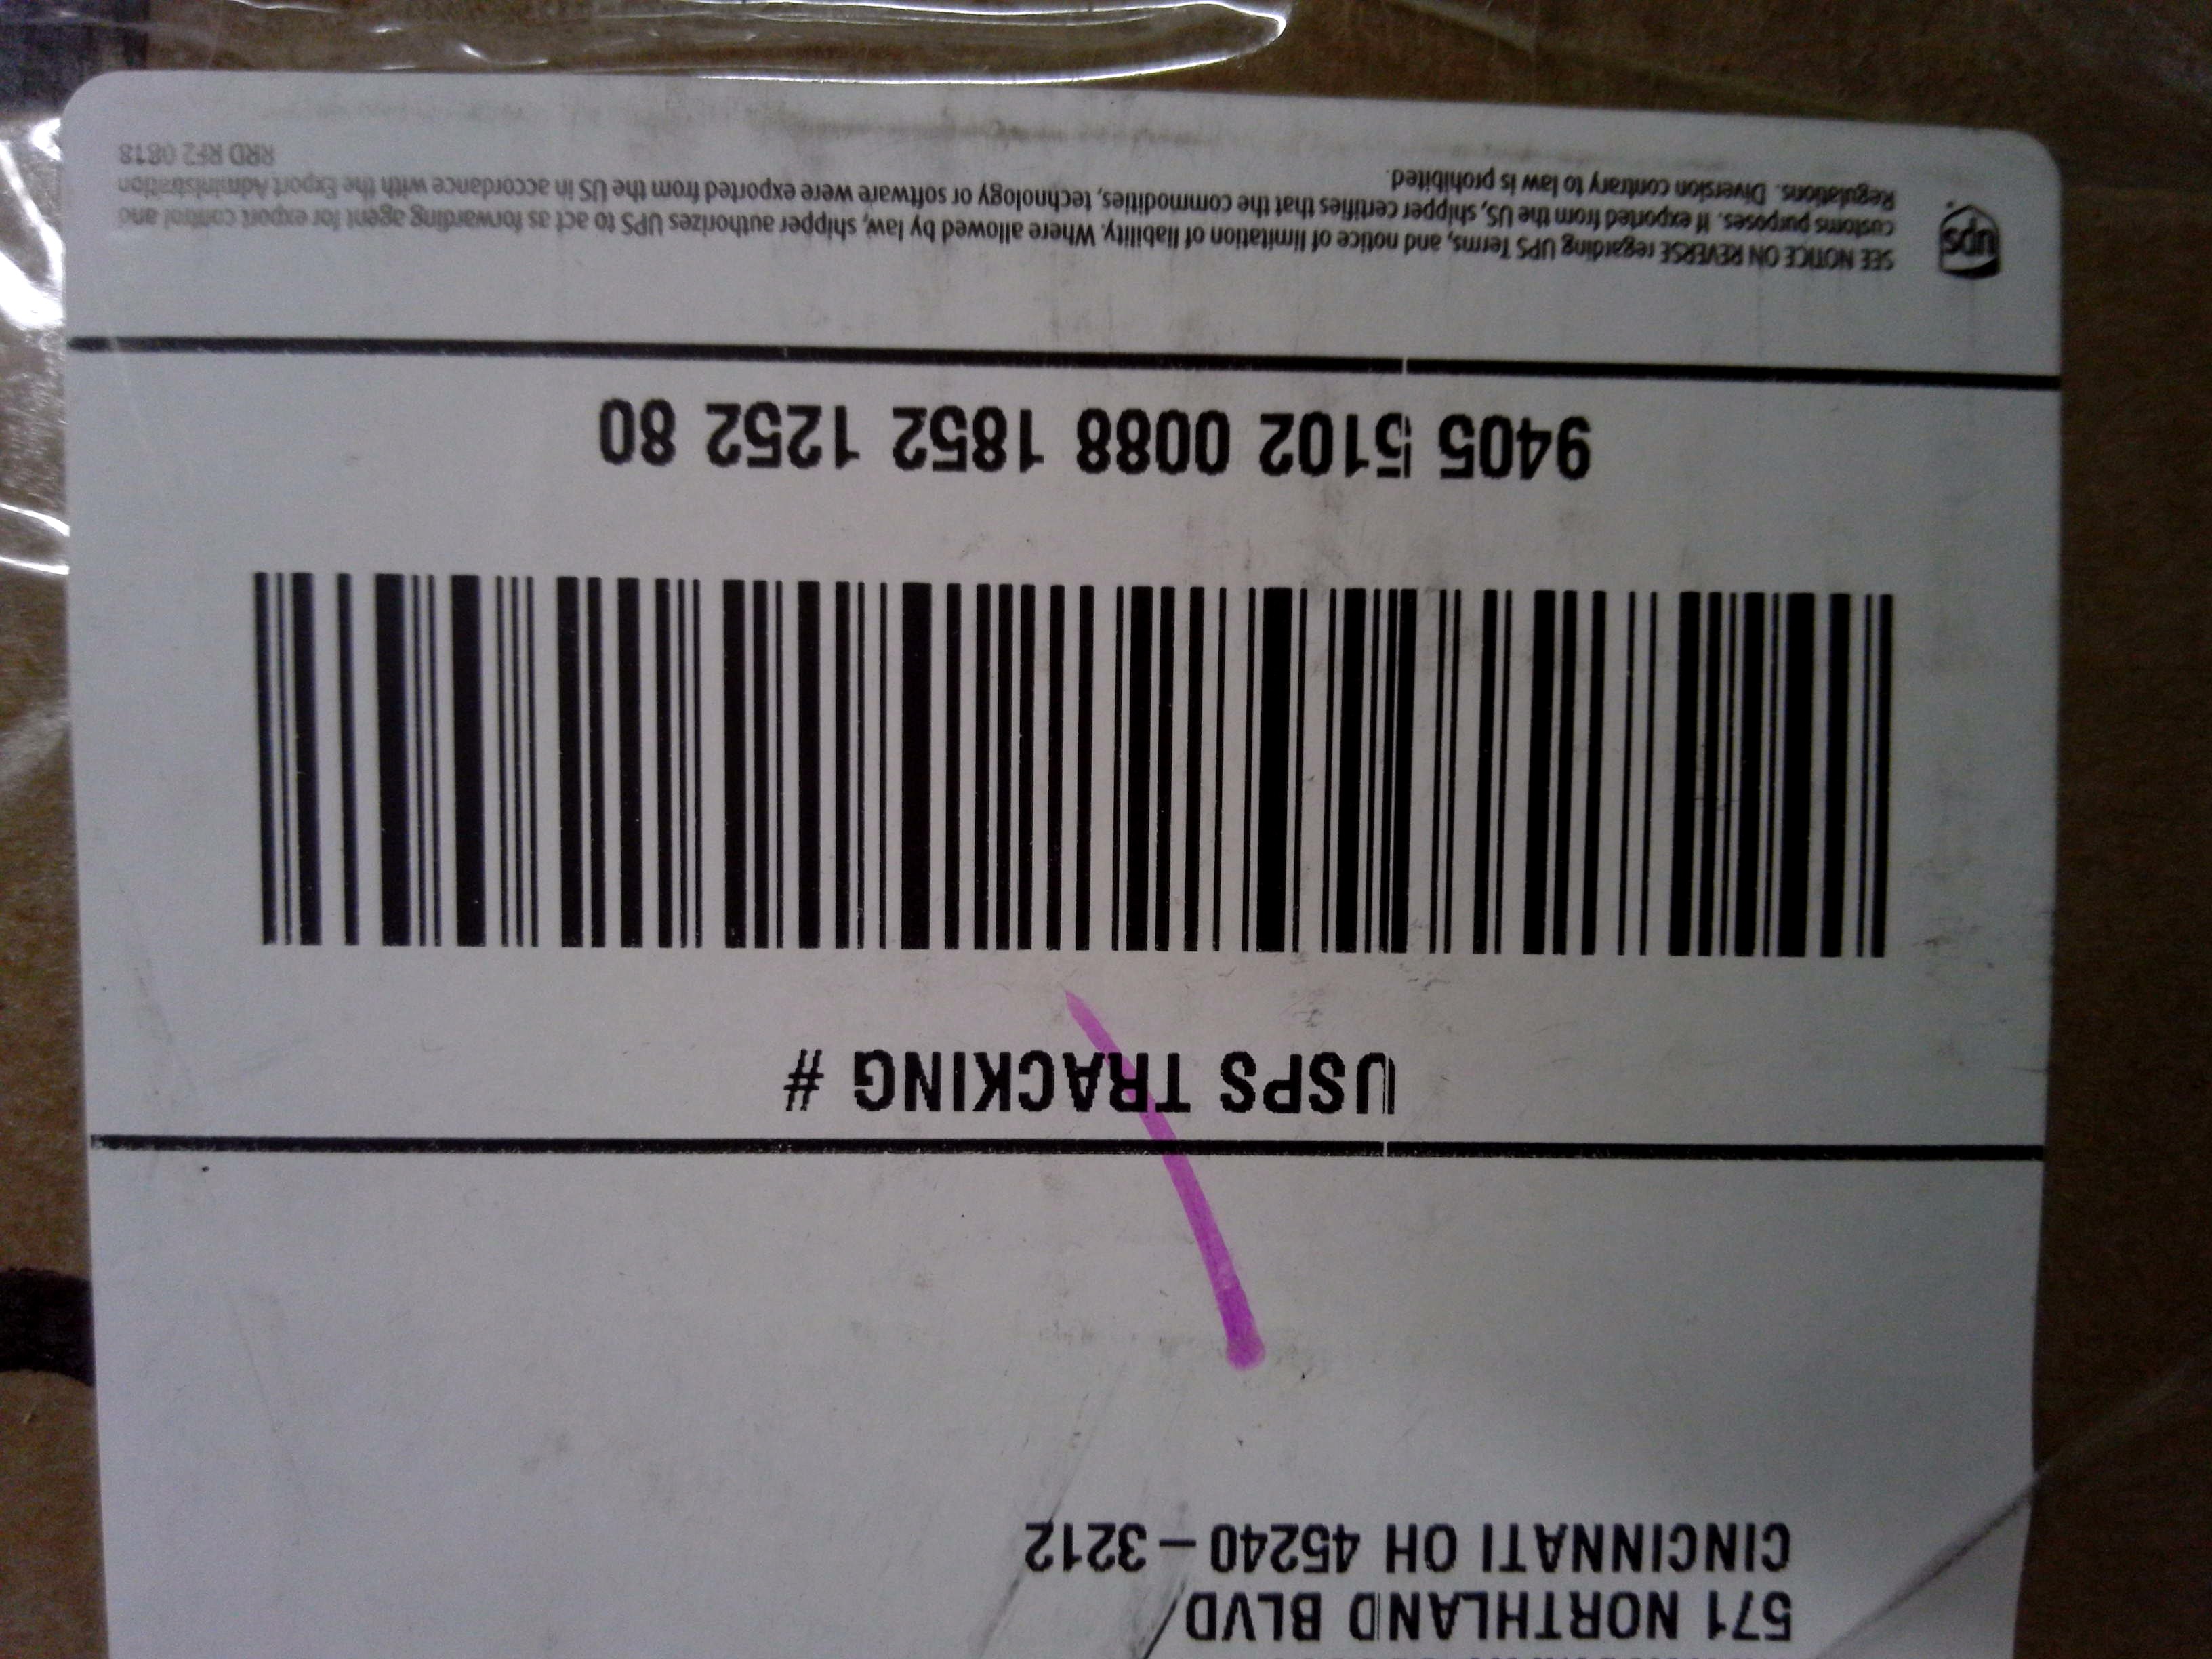 571 NORTHLAND BLVD
CINCINNATI OH 45240-3212
USPS TRACKING #
9405 5102 0088 1852 1252 80
ups
SEE NOTICE ON REVERSE regarding UPS Terms, and notice of limitation of liability. Where allowed by law, shipper authorizes UPS to act as forwarding agent for export control and
customs purposes. If exported from the US, shipper certifies that the commodities, technology or software were exported from the US in accordance with the Export Administration
Regulations. Diversion contrary to law is prohibited.
RRD RF2 0818